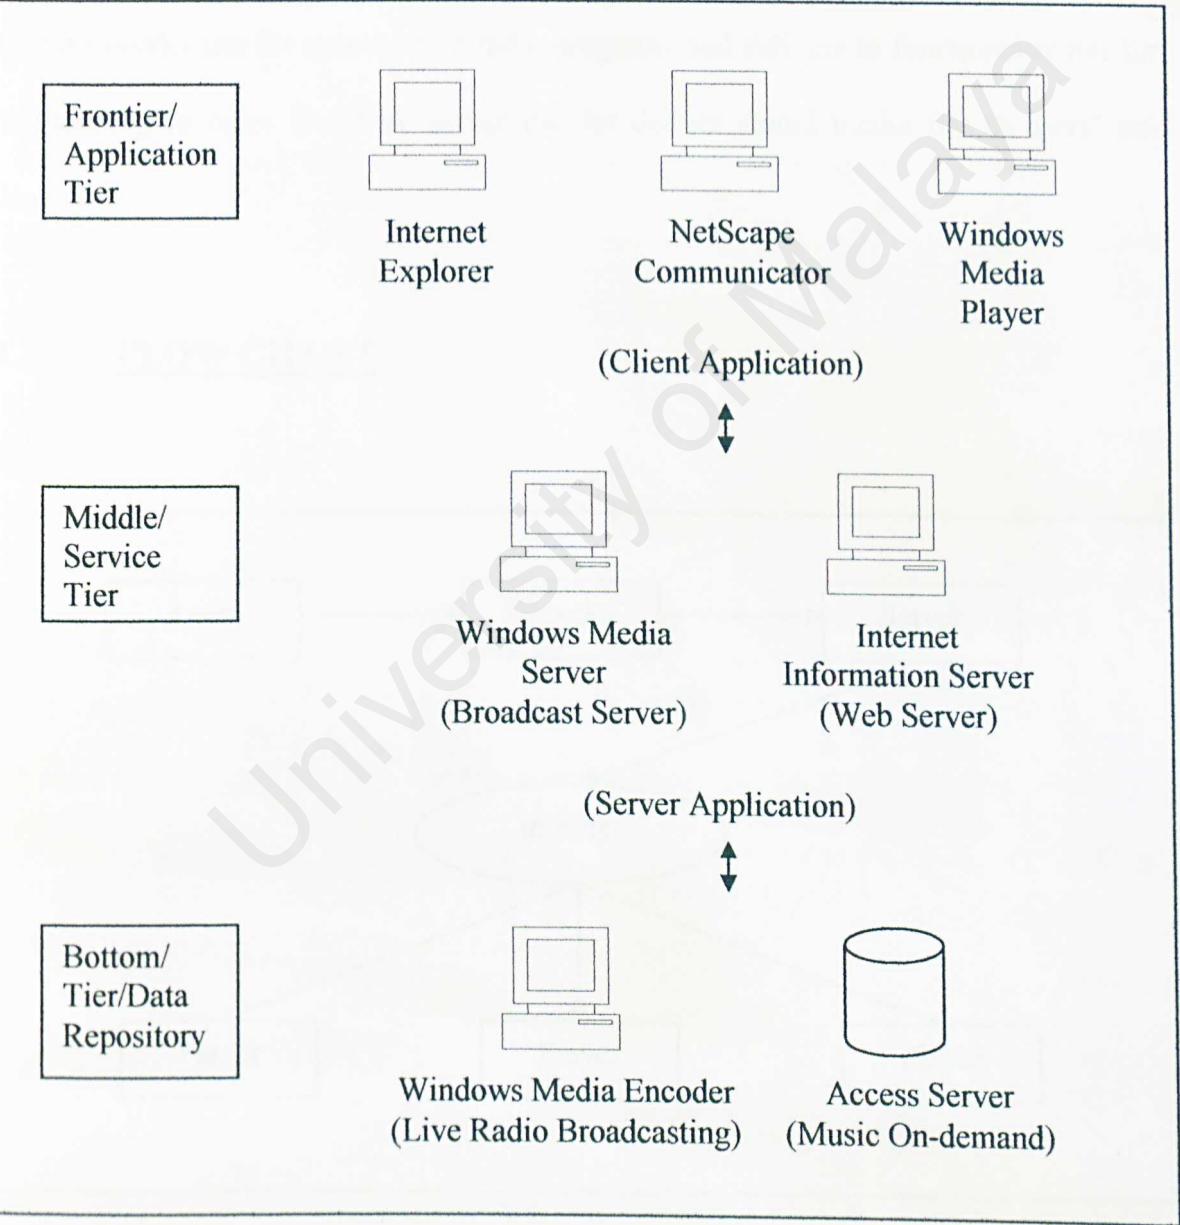 Frontier/
Application
Tier
Internet
Explorer
NetScape
Communicator
Windows
Media
Player
(Client Application)
Middle/
Service
Tier
Windows Media
Server
(Broadcast Server)
Internet
Information Server
(Web Server)
(Server Application)
Bottom/
Tier/Data
Repository
Windows Media Encoder
(Live Radio Broadcasting)
Access Server
(Music On-demand)
University of Malaya